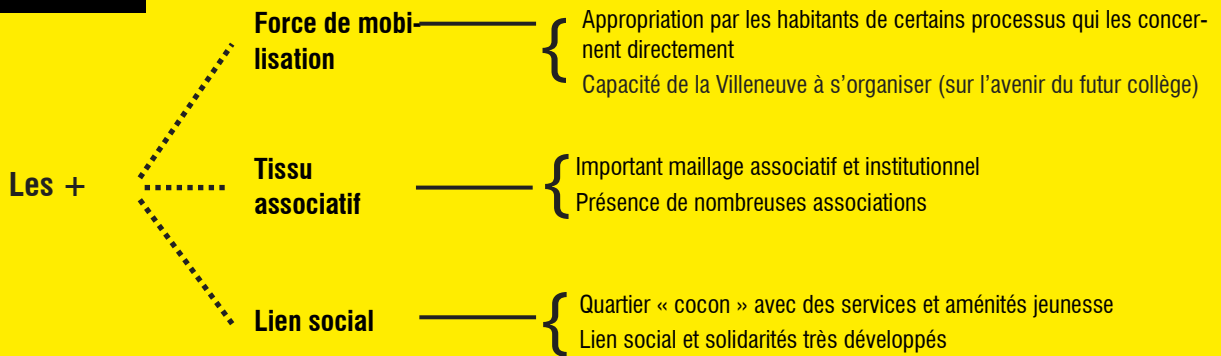 Les +
Force de mobi-
lisation
Appropriation par les habitants de certains processus qui les concer-
nent directement
Capacité de la Villeneuve à s’organiser (sur l’avenir du futur collège)
Tissu
associatif
Important maillage associatif et institutionnel
Présence de nombreuses associations
Lien social
Quartier « cocon » avec des services et aménités jeunesse
Lien social et solidarités très développés